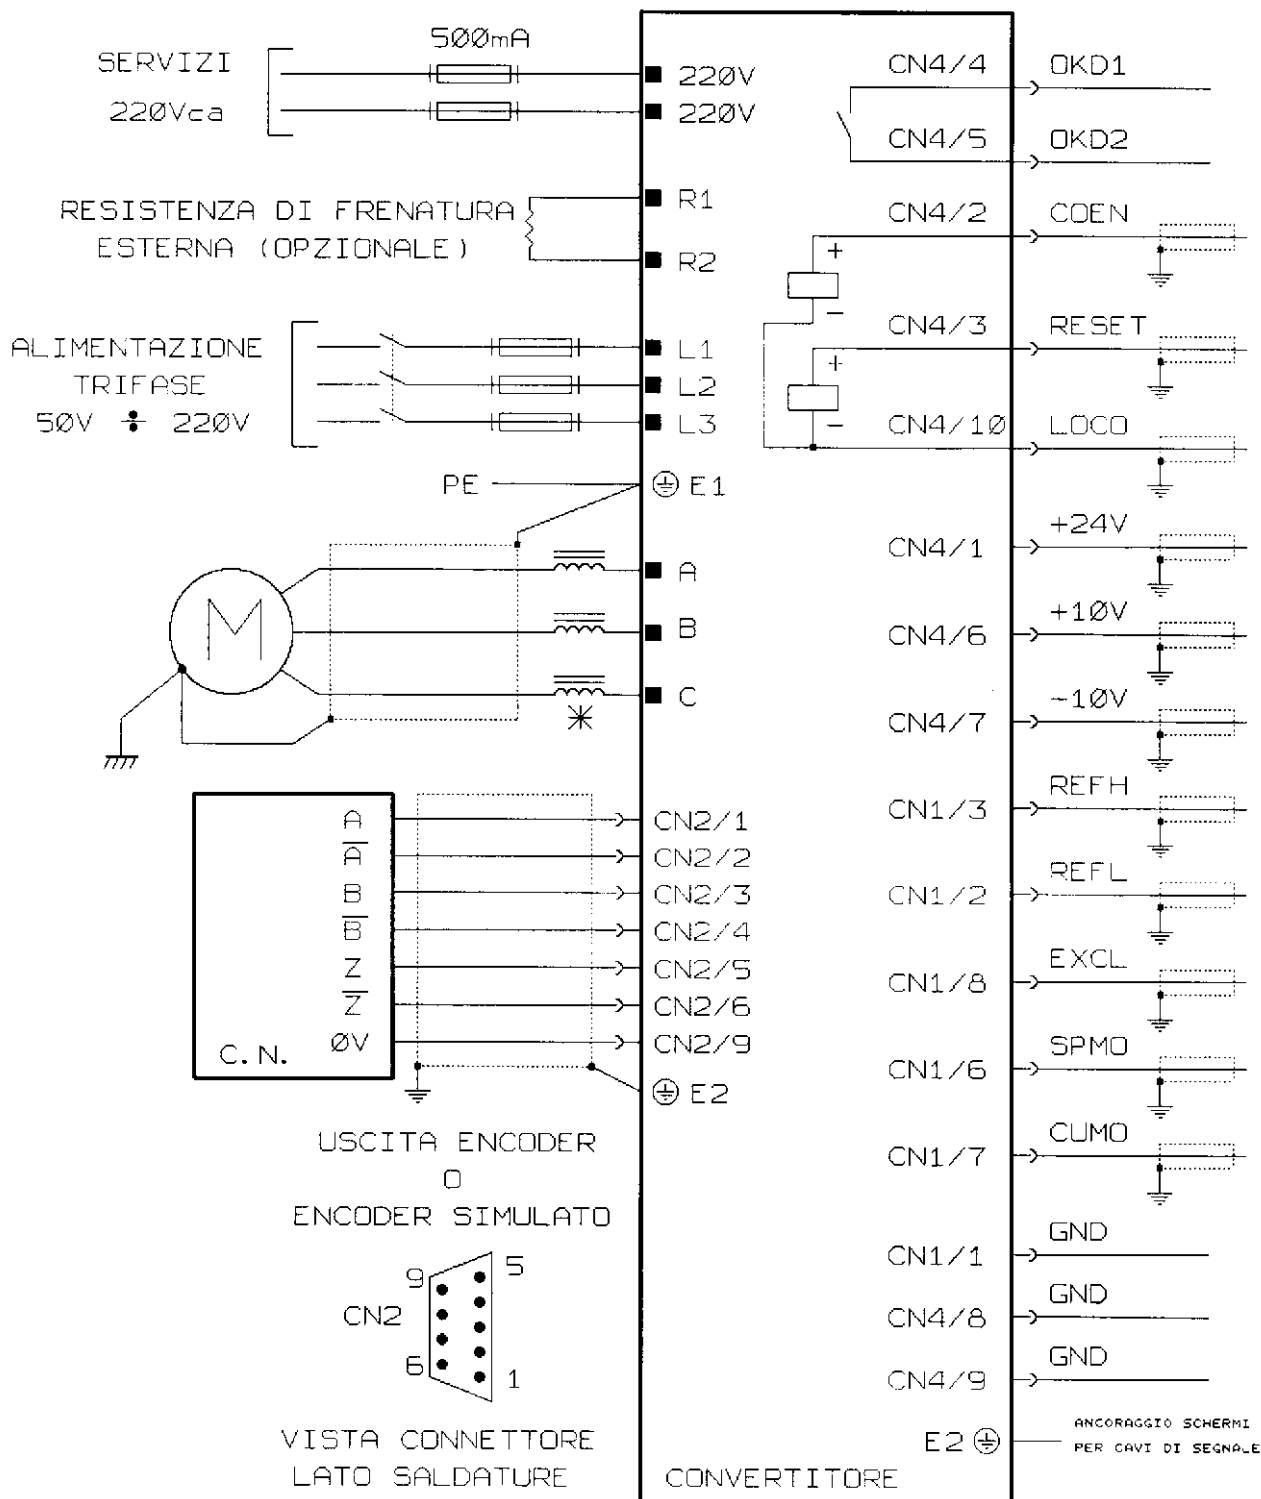 500mA
SERVIZI
220Vca
220V
220V
RESISTENZA DI FRENATURA
ESTERNA (OPZIONALE)
R1
R2
ALIMENTAZIONE
TRIFASE
50V ÷ 220V
L1
L2
L3
PE
E1
M
A
B
C
*
A
A̅
B
B̅
Z
Z̅
0V
C.N.
CN2/1
CN2/2
CN2/3
CN2/4
CN2/5
CN2/6
CN2/9
E2
USCITA ENCODER
O
ENCODER SIMULATO
9
5
CN2
6
1
VISTA CONNETTORE
LATO SALDATURE
CONVERTITORE
CN4/4 OKD1
CN4/5 OKD2
CN4/2 COEN
+
-
CN4/3 RESET
+
-
CN4/10 LOCO
CN4/1 +24V
CN4/6 +10V
CN4/7 -10V
CN1/3 REFH
CN1/2 REFL
CN1/8 EXCL
CN1/6 SPMO
CN1/7 CUMO
CN1/1 GND
CN4/8 GND
CN4/9 GND
E2
ANCORAGGIO SCHERMI
PER CAVI DI SEGNALE